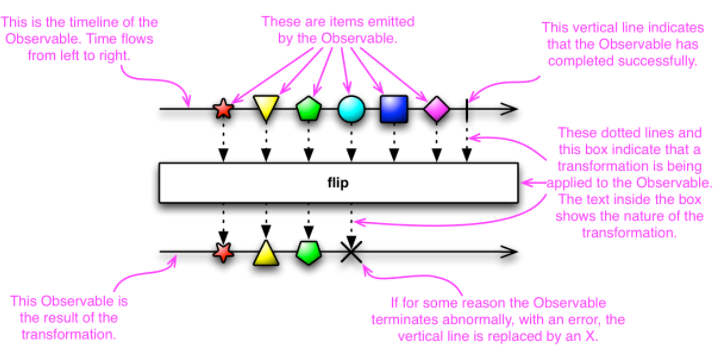 This is the timeline of the
Observable. Time flows
from left to right.
These are items emitted
by the Observable.
This vertical line indicates
that the Observable has
completed successfully.
These dotted lines and
this box indicate that a
transformation is being
applied to the Observable.
The text inside the box
shows the nature of the
transformation.
flip
This Observable is
the result of the
transformation.
If for some reason the Observable
terminates abnormally, with an error, the
vertical line is replaced by an X.